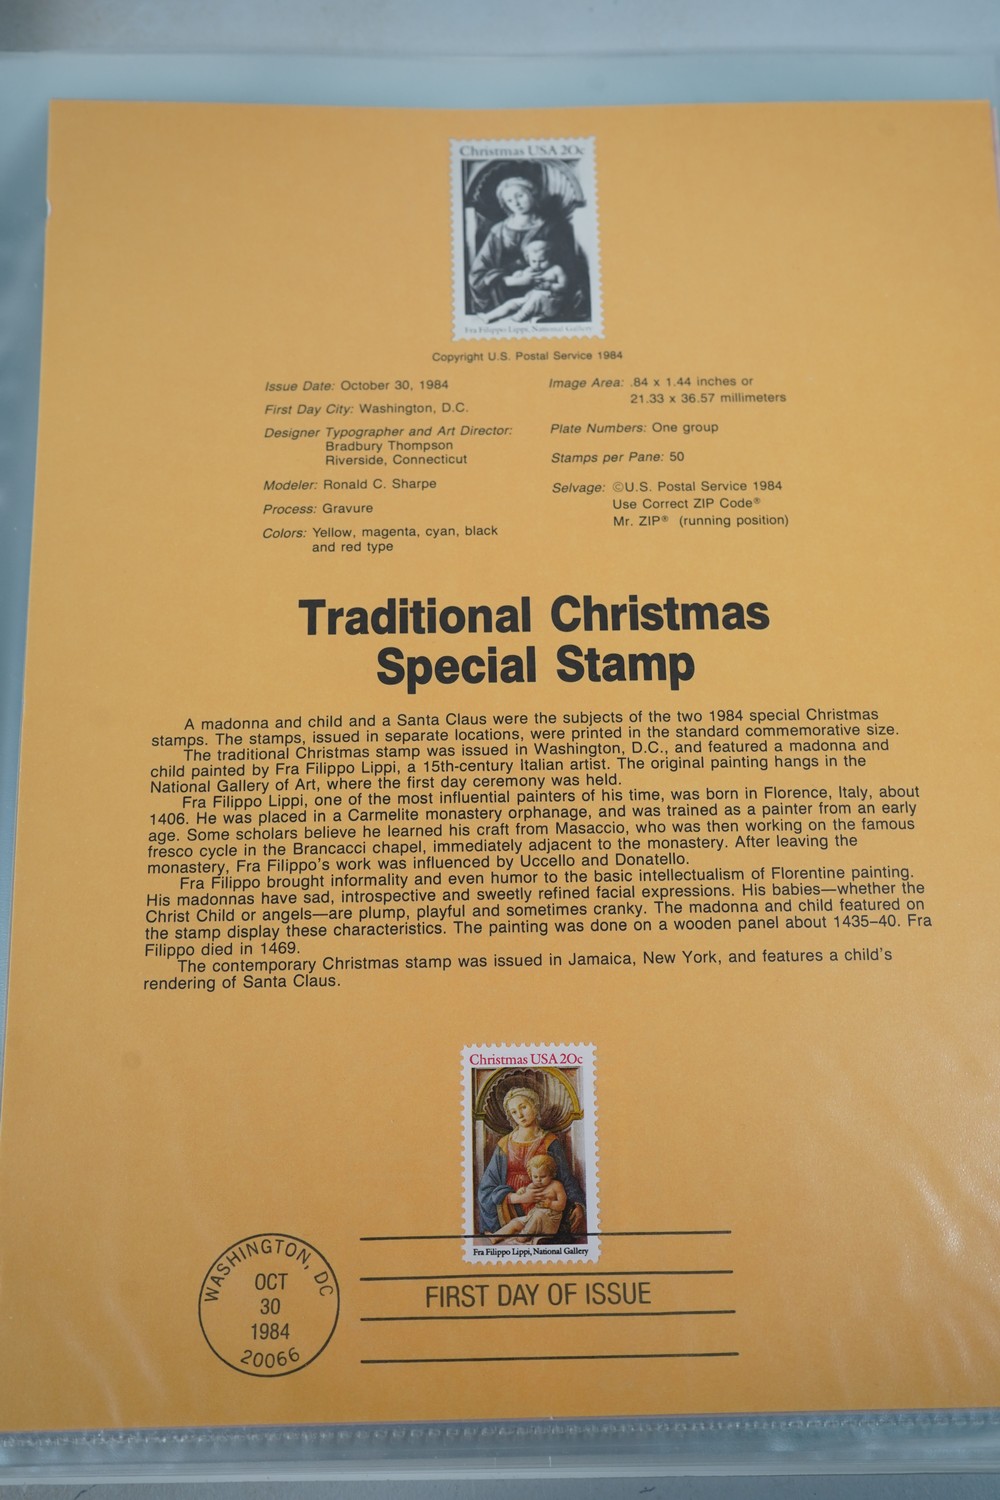 Christmas USA 20c
Fra Filippo Lippi, National Gallery
Copyright U.S. Postal Service 1984
Issue Date: October 30, 1984
First Day City: Washington, D.C.
Designer Typographer and Art Director:
Bradbury Thompson
Riverside, Connecticut
Modeler: Ronald C. Sharpe
Process: Gravure
Colors: Yellow, magenta, cyan, black
and red type
Image Area: .84 x 1.44 inches or
21.33 x 36.57 millimeters
Plate Numbers: One group
Stamps per Pane: 50
Selvage: ©U.S. Postal Service 1984
Use Correct ZIP Code®
Mr. ZIP® (running position)
Traditional Christmas
Special Stamp
A madonna and child and a Santa Claus were the subjects of the two 1984 special Christmas
stamps. The stamps, issued in separate locations, were printed in the standard commemorative size.
The traditional Christmas stamp was issued in Washington, D.C., and featured a madonna and
child painted by Fra Filippo Lippi, a 15th-century Italian artist. The original painting hangs in the
National Gallery of Art, where the first day ceremony was held.
Fra Filippo Lippi, one of the most influential painters of his time, was born in Florence, Italy, about
1406. He was placed in a Carmelite monastery orphanage, and was trained as a painter from an early
age. Some scholars believe he learned his craft from Masaccio, who was then working on the famous
fresco cycle in the Brancacci chapel, immediately adjacent to the monastery. After leaving the
monastery, Fra Filippo's work was influenced by Uccello and Donatello.
Fra Filippo brought informality and even humor to the basic intellectualism of Florentine painting.
His madonnas have sad, introspective and sweetly refined facial expressions. His babies—whether the
Christ Child or angels—are plump, playful and sometimes cranky. The madonna and child featured on
the stamp display these characteristics. The painting was done on a wooden panel about 1435–40. Fra
Filippo died in 1469.
The contemporary Christmas stamp was issued in Jamaica, New York, and features a child's
rendering of Santa Claus.
Christmas USA 20c
Fra Filippo Lippi, National Gallery
WASHINGTON, DC
OCT
30
1984
20066
FIRST DAY OF ISSUE